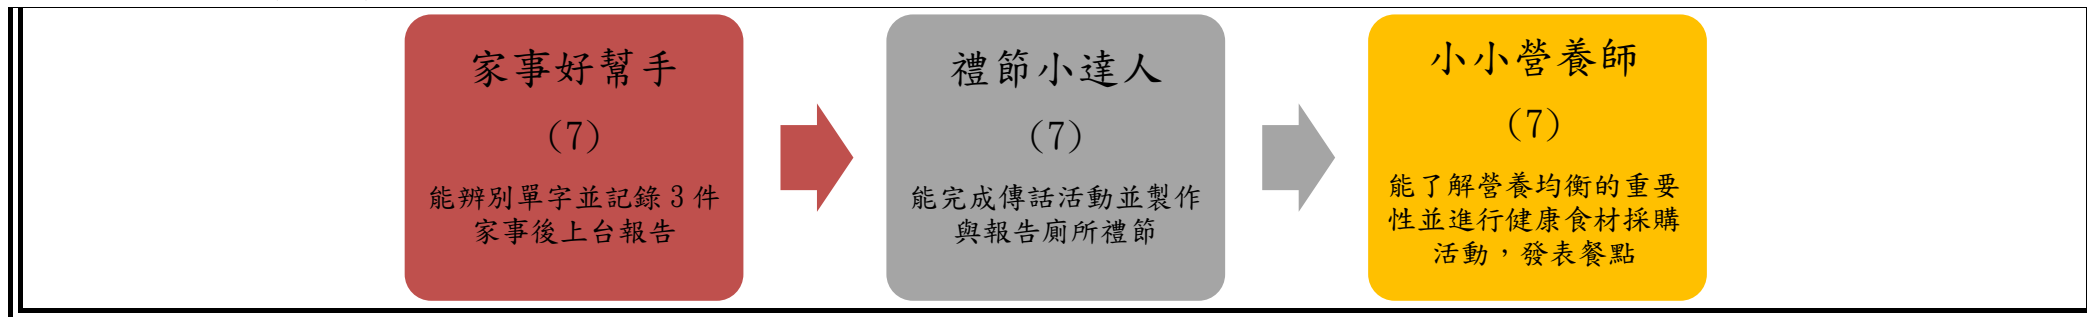 家事好幫手
(7)
能辨別單字並記錄 3 件
家事後上台報告
禮節小達人
(7)
能完成傳話活動並製作
與報告廁所禮節
小小營養師
(7)
能了解營養均衡的重要
性並進行健康食材採購
活動，發表餐點